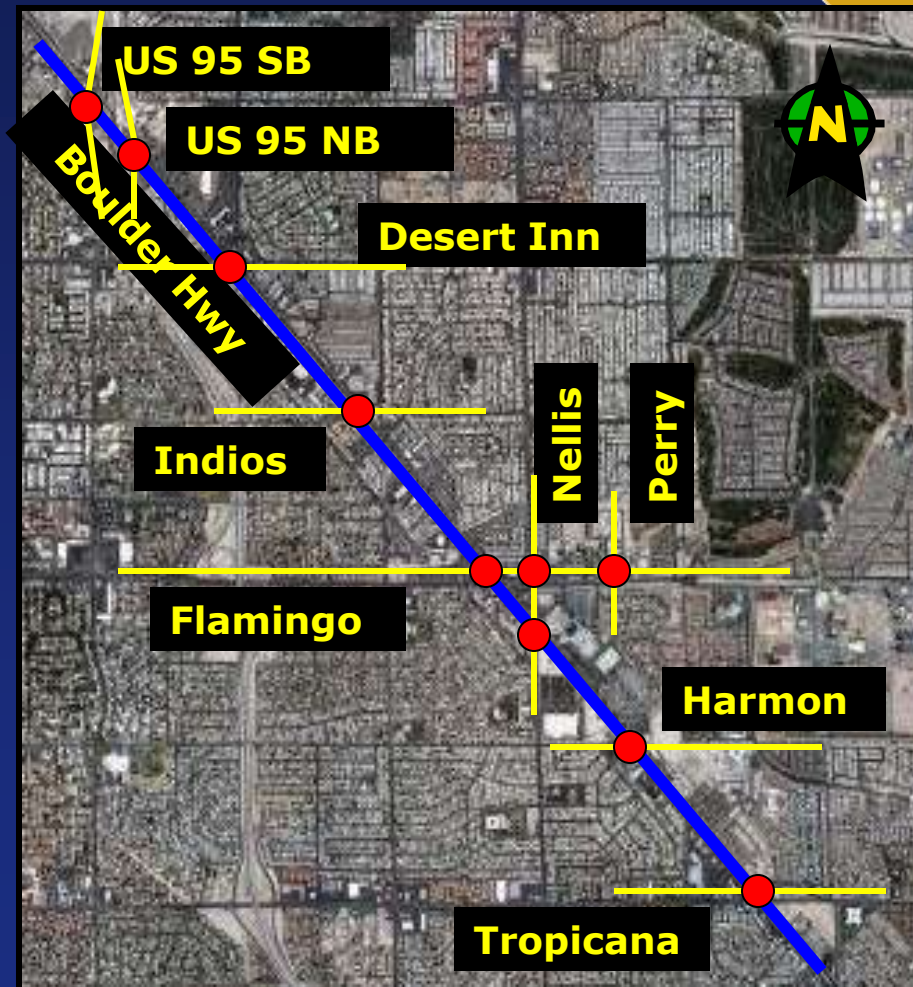 US 95 SB
N
US 95 NB
Boulder Hwy
Desert Inn
Nellis
Perry
Indios
Flamingo
Harmon
Tropicana